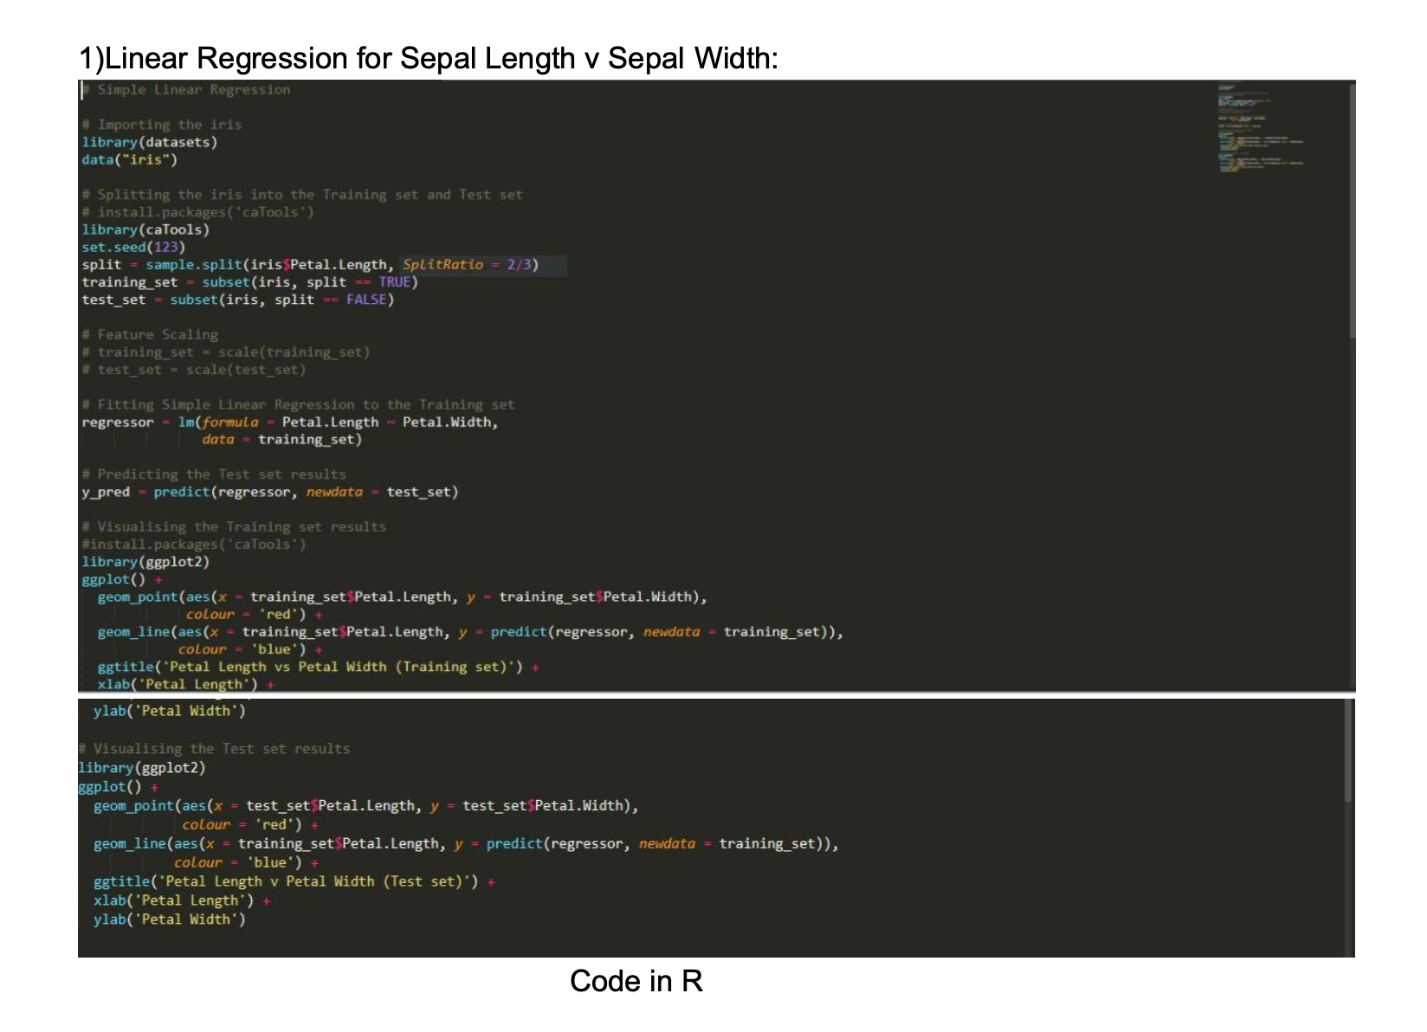 1)Linear Regression for Sepal Length v Sepal Width:
# Simple Linear Regression
# Importing the iris
library(datasets)
data("iris")
# Splitting the iris into the Training set and Test set
# install.packages('caTools')
library(caTools)
set.seed(123)
split = sample.split(iris$Petal.Length, SplitRatio = 2/3)
training_set = subset(iris, split == TRUE)
test_set = subset(iris, split == FALSE)
# Feature Scaling
# training_set = scale(training_set)
# test_set = scale(test_set)
# Fitting Simple Linear Regression to the Training set
regressor = lm(formula = Petal.Length ~ Petal.Width,
data = training_set)
# Predicting the Test set results
y_pred = predict(regressor, newdata = test_set)
# Visualising the Training set results
#install.packages('caTools')
library(ggplot2)
ggplot() +
geom_point(aes(x = training_set$Petal.Length, y = training_set$Petal.Width),
colour = 'red') +
geom_line(aes(x = training_set$Petal.Length, y = predict(regressor, newdata = training_set)),
colour = 'blue') +
ggtitle('Petal Length vs Petal Width (Training set)') +
xlab('Petal Length') +
ylab('Petal Width')
# Visualising the Test set results
library(ggplot2)
ggplot() +
geom_point(aes(x = test_set$Petal.Length, y = test_set$Petal.Width),
colour = 'red') +
geom_line(aes(x = training_set$Petal.Length, y = predict(regressor, newdata = training_set)),
colour = 'blue') +
ggtitle('Petal Length v Petal Width (Test set)') +
xlab('Petal Length') +
ylab('Petal Width')
Code in R